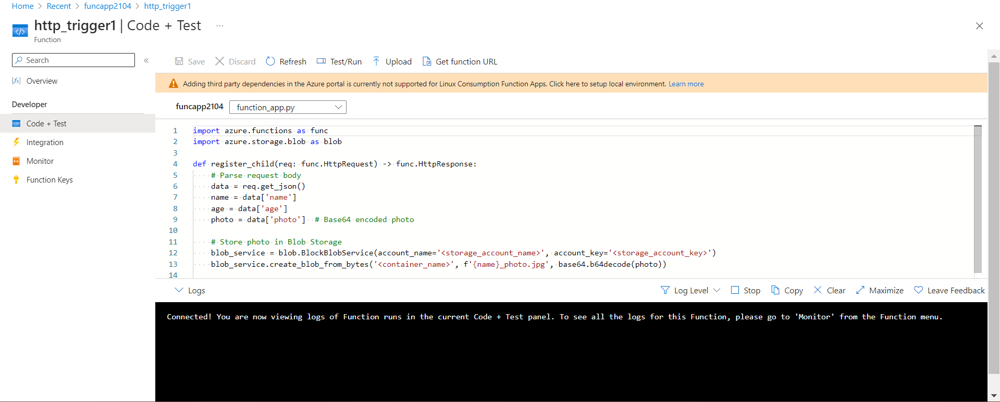 Home > Recent > funcapp2104 > http_trigger1
http_trigger1 | Code + Test ...
Function
Search «
Overview
Developer
Code + Test
Integration
Monitor
Function Keys
Save Discard Refresh Test/Run Upload Get function URL
Adding third party dependencies in the Azure portal is currently not supported for Linux Consumption Function Apps. Click here to setup local environment. Learn more
funcapp2104 function_app.py
1 import azure.functions as func
2 import azure.storage.blob as blob
3
4 def register_child(req: func.HttpRequest) -> func.HttpResponse:
5     # Parse request body
6     data = req.get_json()
7     name = data['name']
8     age = data['age']
9     photo = data['photo']  # Base64 encoded photo
10
11     # Store photo in Blob Storage
12     blob_service = blob.BlockBlobService(account_name='<storage_account_name>', account_key='<storage_account_key>')
13     blob_service.create_blob_from_bytes('<container_name>', f'{name}_photo.jpg', base64.b64decode(photo))
14
Logs Log Level Stop Copy Clear Maximize Leave Feedback
Connected! You are now viewing logs of Function runs in the current Code + Test panel. To see all the logs for this Function, please go to 'Monitor' from the Function menu.